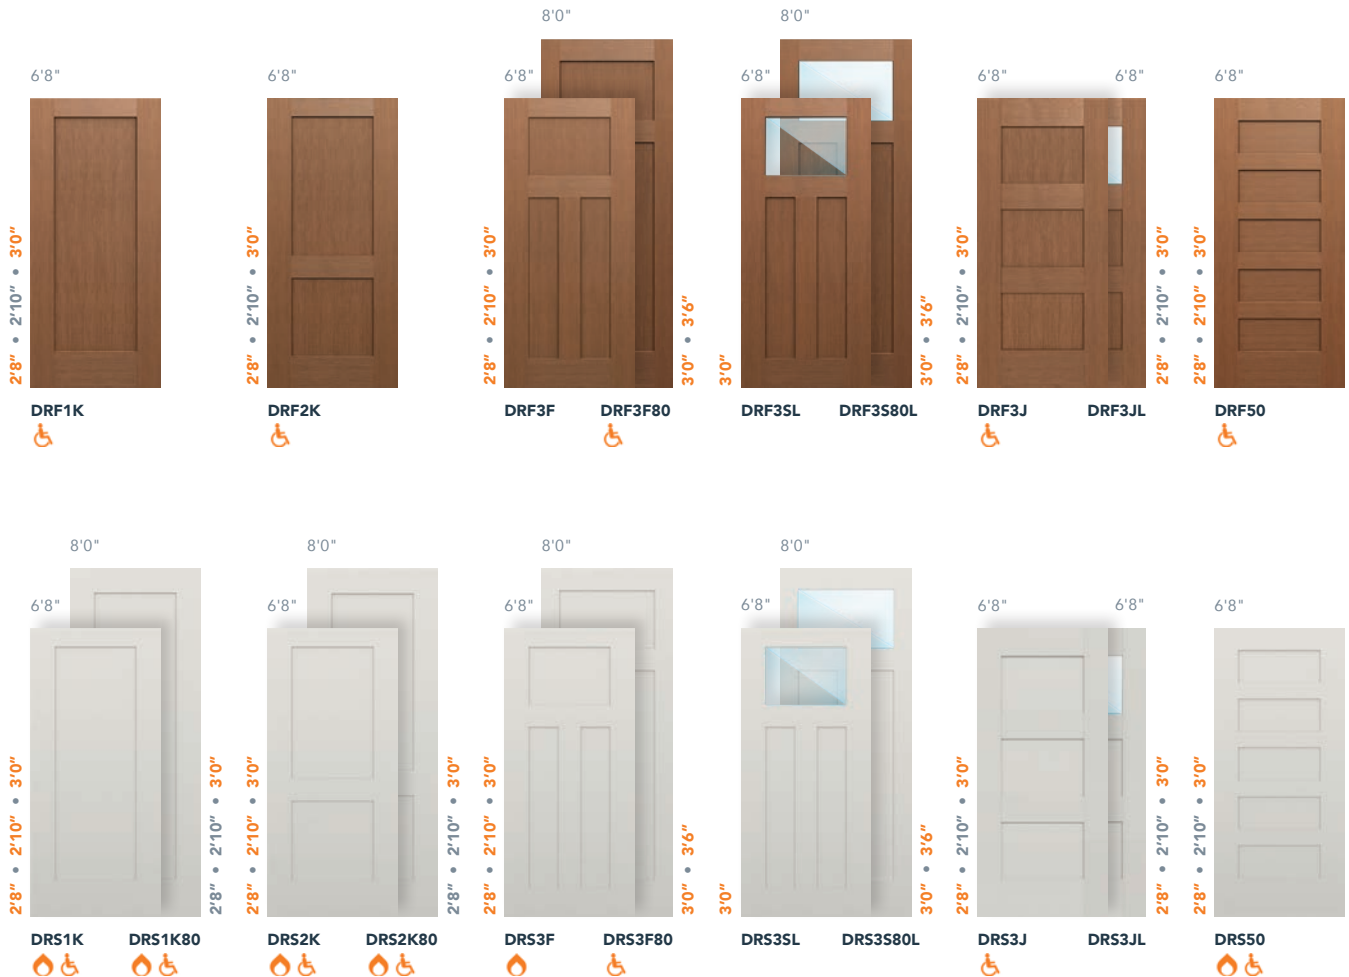 8'0"
8'0"
6'8"
6'8"
6'8"
6'8"
6'8"
6'8"
6'8"
2'8" • 2'10" • 3'0"
2'8" • 2'10" • 3'0"
2'8" • 2'10" • 3'0"
3'0" • 3'6"
3'0"
3'0" • 3'6"
2'8" • 2'10" • 3'0"
2'8" • 2'10" • 3'0"
2'8" • 2'10" • 3'0"
DRF1K
DRF2K
DRF3F DRF3F80
DRF3SL DRF3S80L
DRF3J DRF3JL
DRF50
8'0"
8'0"
8'0"
8'0"
6'8"
6'8"
6'8"
6'8"
6'8"
6'8"
6'8"
2'8" • 2'10" • 3'0"
2'8" • 2'10" • 3'0"
2'8" • 2'10" • 3'0"
2'8" • 2'10" • 3'0"
2'8" • 2'10" • 3'0"
3'0" • 3'6"
3'0"
3'0" • 3'6"
2'8" • 2'10" • 3'0"
2'8" • 2'10" • 3'0"
2'8" • 2'10" • 3'0"
DRS1K DRS1K80
DRS2K DRS2K80
DRS3F DRS3F80
DRS3SL DRS3S80L
DRS3J DRS3JL
DRS50